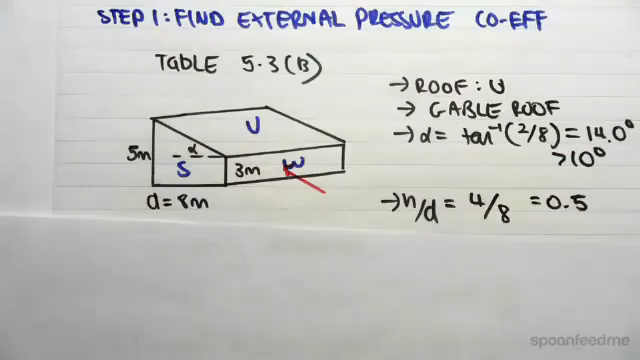 STEP 1: FIND EXTERNAL PRESSURE CO-EFF
TABLE 5.3(B)
→ ROOF: U
→ GABLE ROOF
→ α = tan⁻¹(2/8) = 14.0°
>10°
→ h/d = 4/8 = 0.5
U
5m
α
S
3m
W
d = 8m
spoonfeedme